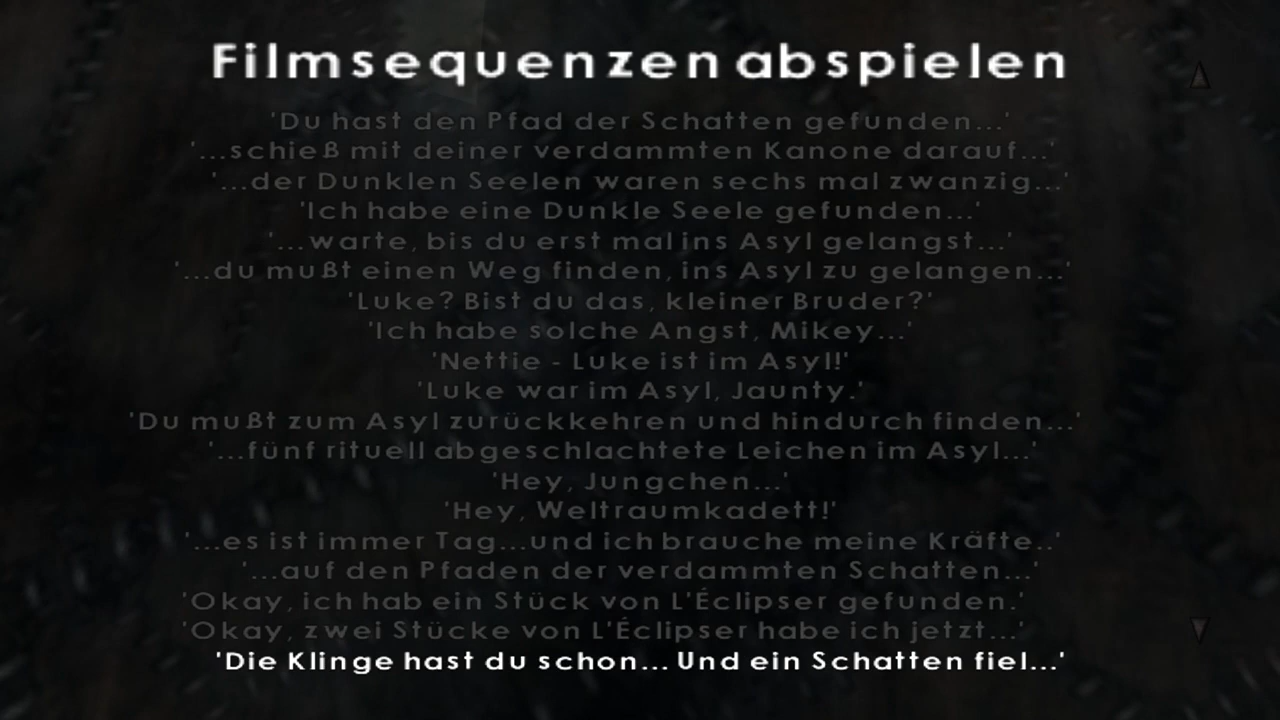 Filmsequenzen abspielen
'Du hast den Pfad der Schatten gefunden...'
'...schieß mit deiner verdammten Kanone darauf...'
'...der Dunklen Seelen waren sechs mal zwanzig...'
'Ich habe eine Dunkle Seele gefunden...'
'...warte, bis du erst mal ins Asyl gelangst...'
'...du mußt einen Weg finden, ins Asyl zu gelangen...'
'Luke? Bist du das, kleiner Bruder?'
'Ich habe solche Angst, Mikey...'
'Nettie - Luke ist im Asyl!'
'Luke war im Asyl, Jaunty.'
'Du mußt zum Asyl zurückkehren und hindurch finden...'
'...fünf rituell abgeschlachtete Leichen im Asyl...'
'Hey, Jungchen...'
'Hey, Weltraumkadett!'
'...es ist immer Tag...und ich brauche meine Kräfte..'
'...auf den Pfaden der verdammten Schatten...'
'Okay, ich hab ein Stück von L'Éclipser gefunden.'
'Okay, zwei Stücke von L'Éclipser habe ich jetzt...'
'Die Klinge hast du schon... Und ein Schatten fiel...'